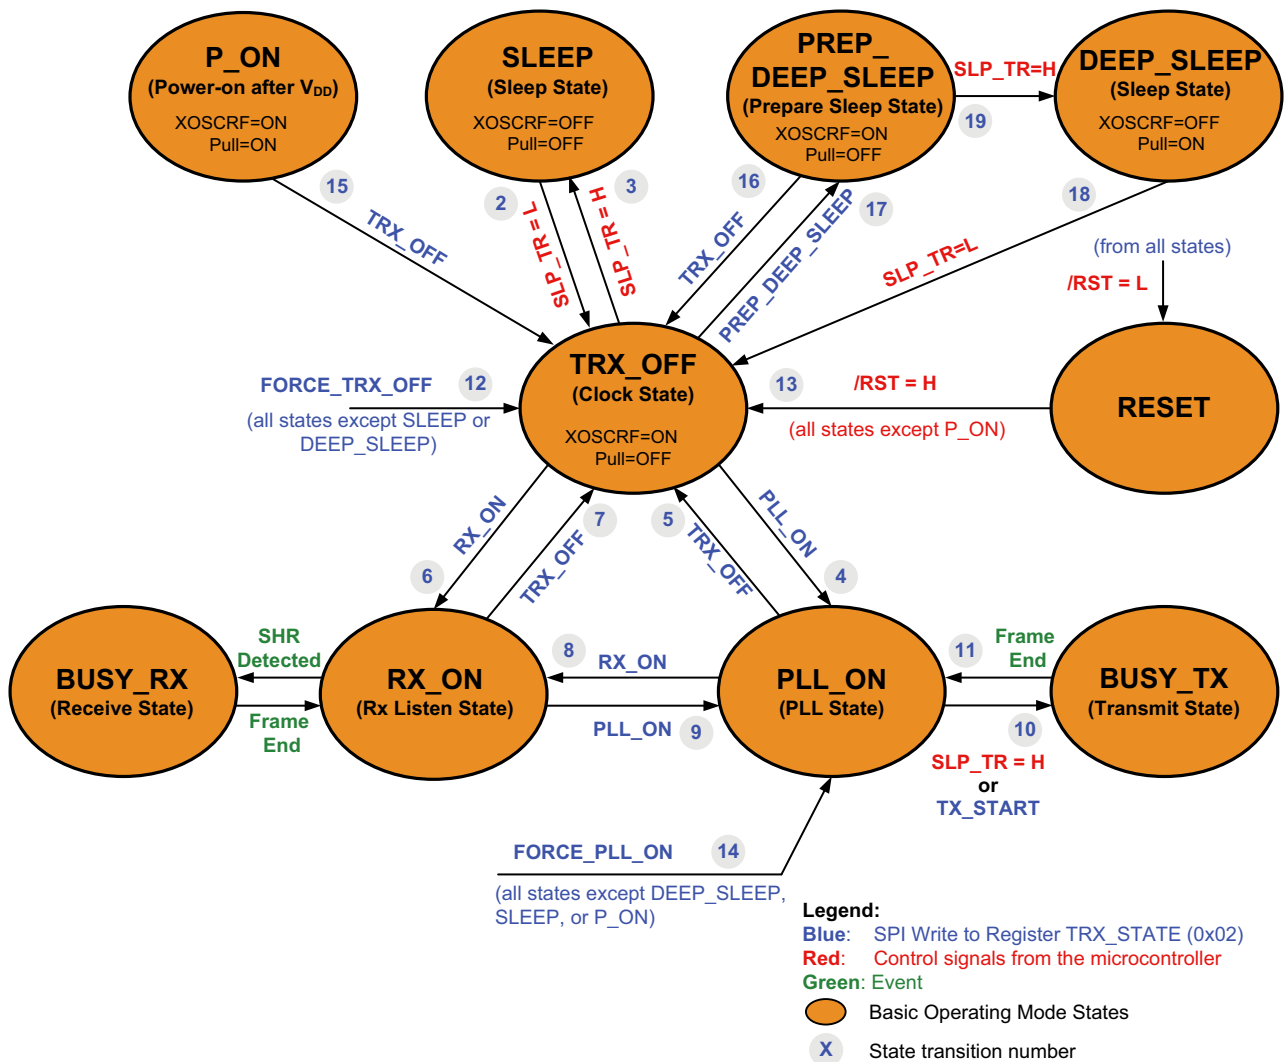 P_ON
(Power-on after VDD)
XOSCRF=ON
Pull=ON
SLEEP
(Sleep State)
XOSCRF=OFF
Pull=OFF
PREP_
DEEP_SLEEP
(Prepare Sleep State)
XOSCRF=ON
Pull=OFF
SLP_TR=H
19
DEEP_SLEEP
(Sleep State)
XOSCRF=OFF
Pull=ON
15
TRX_OFF
2
SLP_TR = L
3
SLP_TR = H
16
TRX_OFF
17
PREP_DEEP_SLEEP
18
SLP_TR=L
(from all states)
/RST = L
FORCE_TRX_OFF
12
(all states except SLEEP or
DEEP_SLEEP)
TRX_OFF
(Clock State)
XOSCRF=ON
Pull=OFF
13
/RST = H
(all states except P_ON)
RESET
RX_ON
6
7
TRX_OFF
5
TRX_OFF
PLL_ON
4
BUSY_RX
(Receive State)
SHR
Detected
Frame
End
RX_ON
(Rx Listen State)
8
RX_ON
PLL_ON
9
PLL_ON
(PLL State)
11
Frame
End
10
SLP_TR = H
or
TX_START
BUSY_TX
(Transmit State)
FORCE_PLL_ON
14
(all states except DEEP_SLEEP,
SLEEP, or P_ON)
Legend:
Blue: SPI Write to Register TRX_STATE (0x02)
Red: Control signals from the microcontroller
Green: Event
Basic Operating Mode States
X State transition number